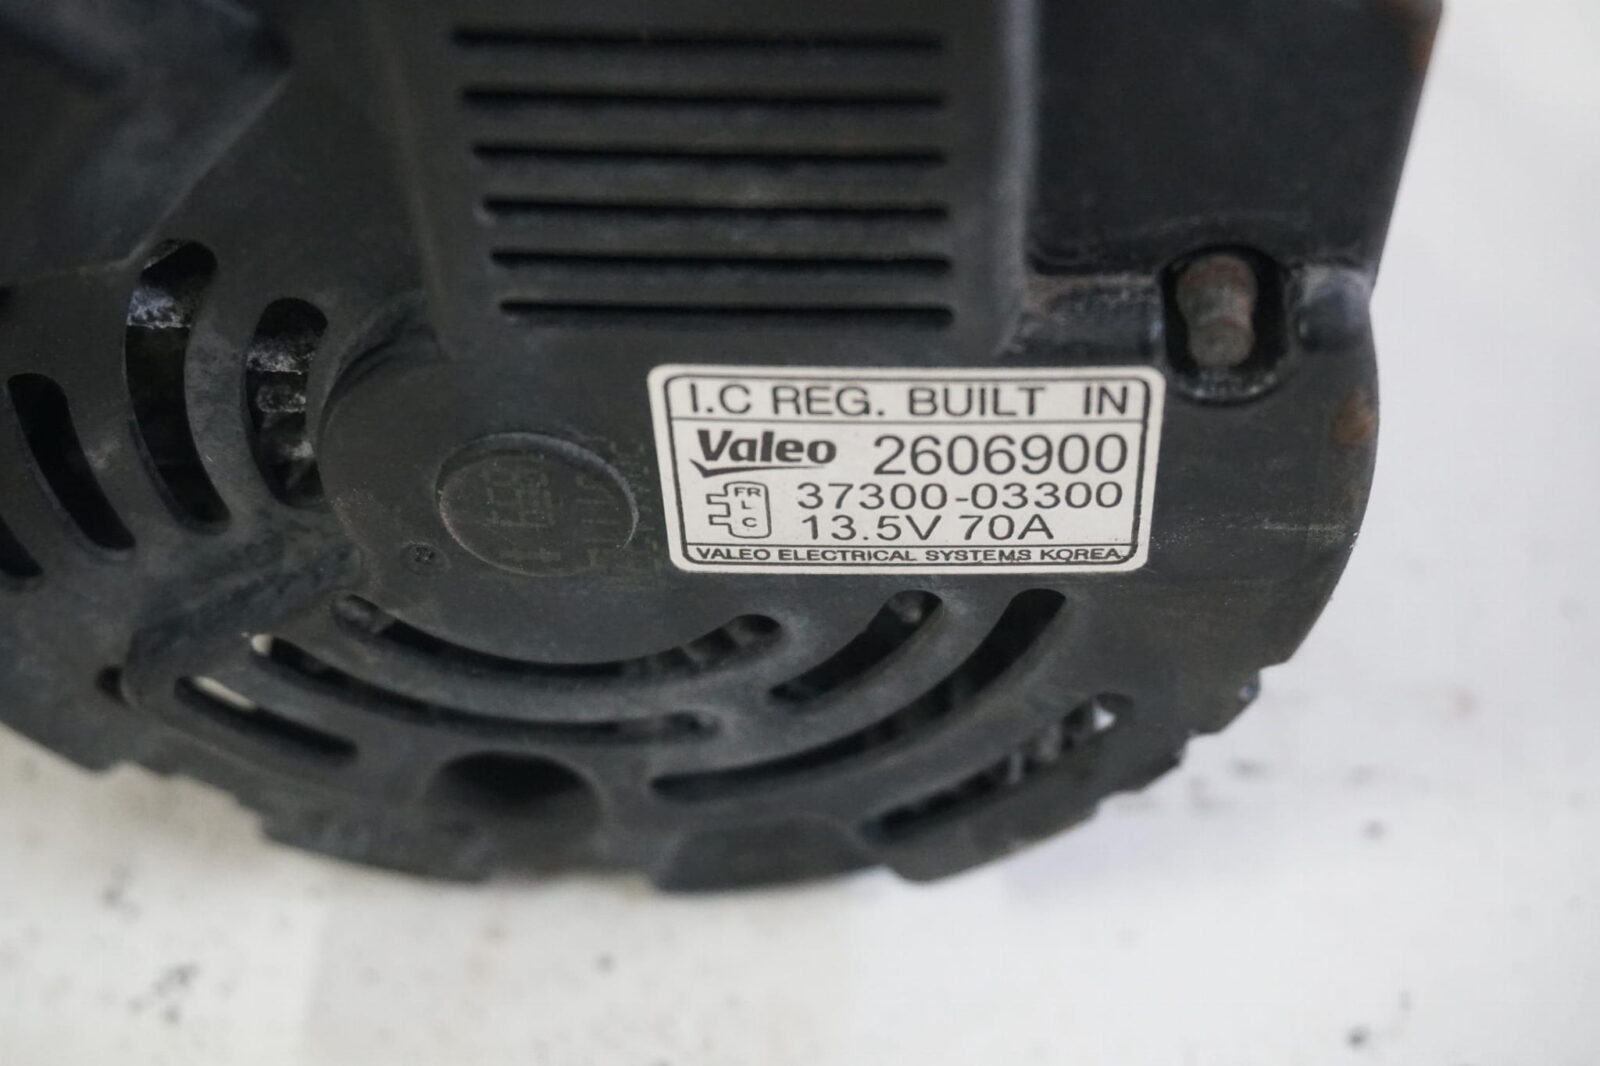 I.C REG. BUILT IN
Valeo 2606900
FR
L
C
37300-03300
13.5V 70A
VALEO ELECTRICAL SYSTEMS KOREA